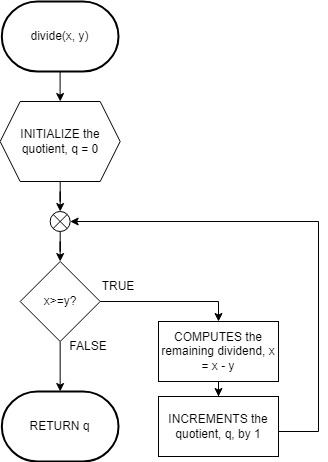 divide(x, y)
INITIALIZE the
quotient, q = 0
x>=y?
TRUE
FALSE
COMPUTES the
remaining dividend, x
= x - y
INCREMENTS the
quotient, q, by 1
RETURN q